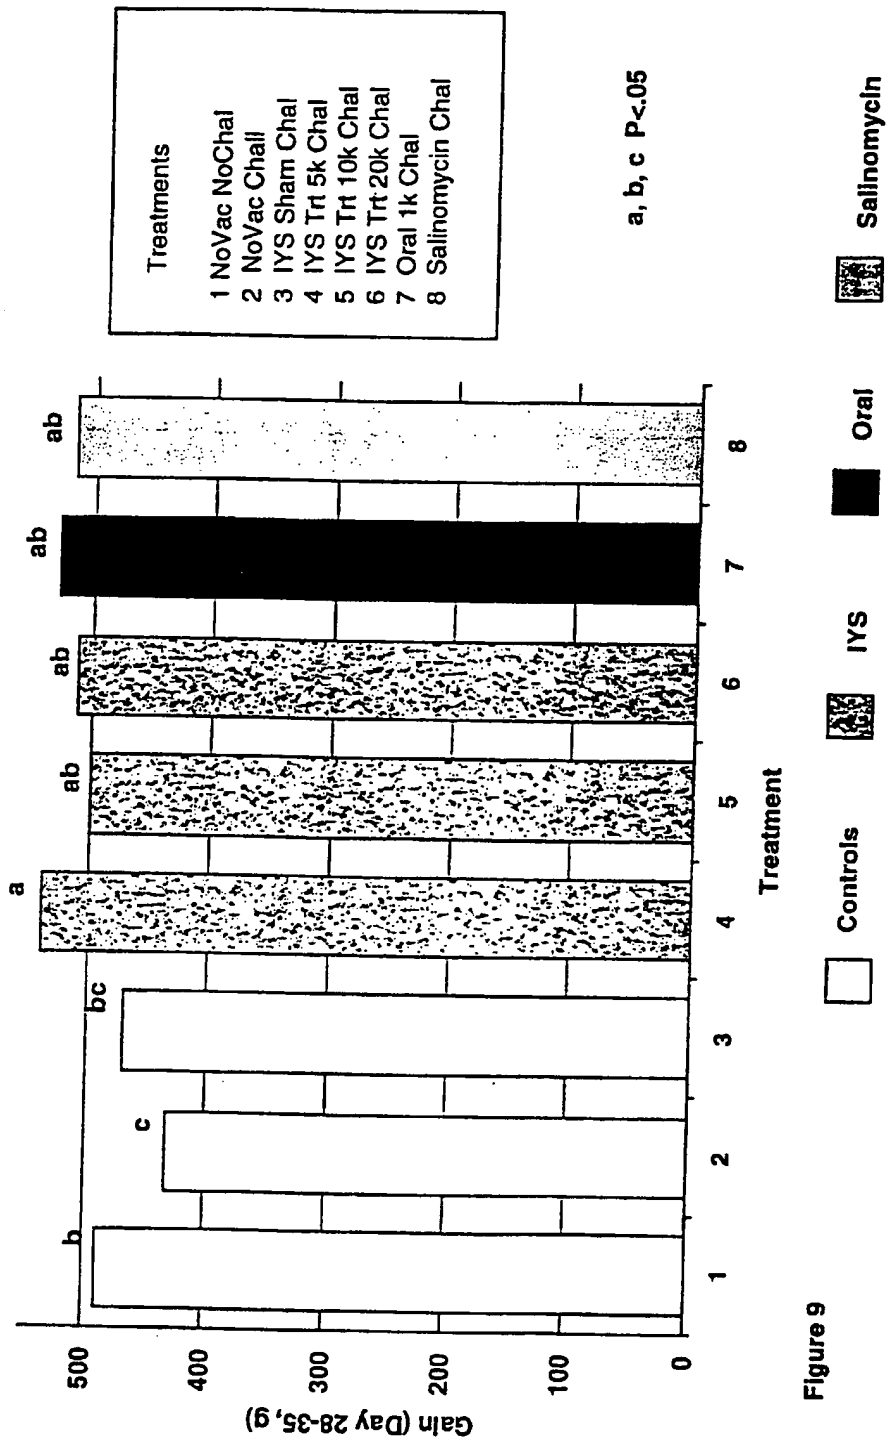 Treatments
1 NoVac NoChal
2 NoVac Chall
3 IYS Sham Chal
4 IYS Trt 5k Chal
5 IYS Trt 10k Chal
6 IYS Trt 20k Chal
7 Oral 1k Chal
8 Salinomycin Chal
a, b, c P<.05
Gain (Day 28-35, g)
500
400
300
200
100
0
b
c
bc
a
ab
ab
ab
ab
1
2
3
4
5
6
7
8
Treatment
Controls
IYS
Oral
Salinomycin
Figure 9